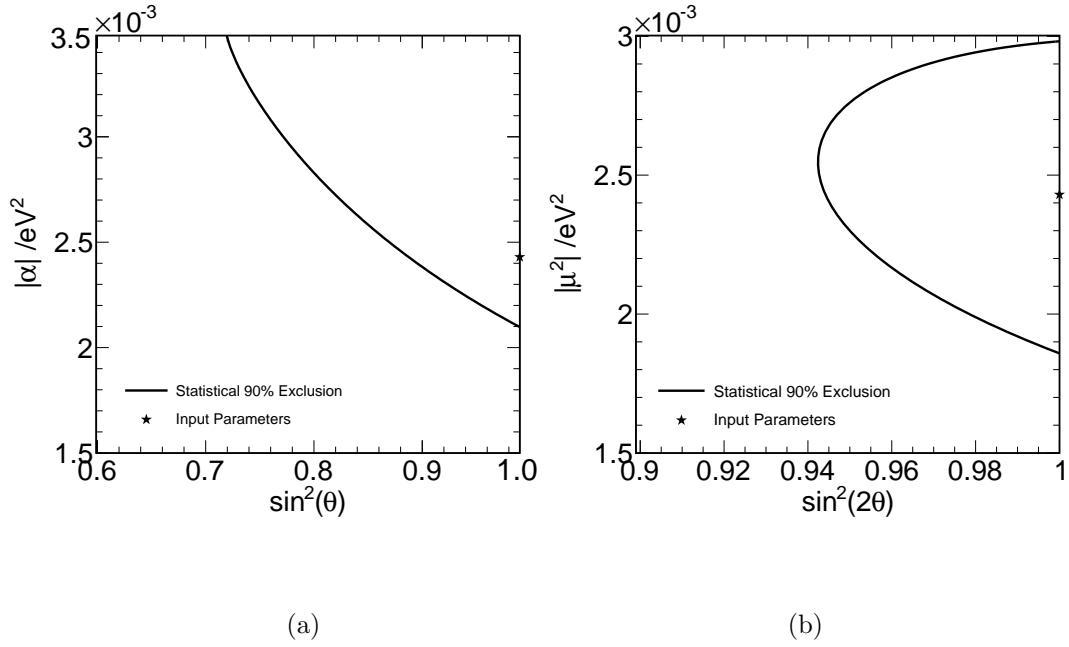 ×10⁻³
3.5
3
2.5
2
1.5
|α| /eV²
0.6
0.7
0.8
0.9
1.0
sin²(θ)
Statistical 90% Exclusion
Input Parameters
(a)
×10⁻³
3
2.5
2
1.5
|μ²| /eV²
0.9
0.92
0.94
0.96
0.98
1
sin²(2θ)
Statistical 90% Exclusion
Input Parameters
(b)